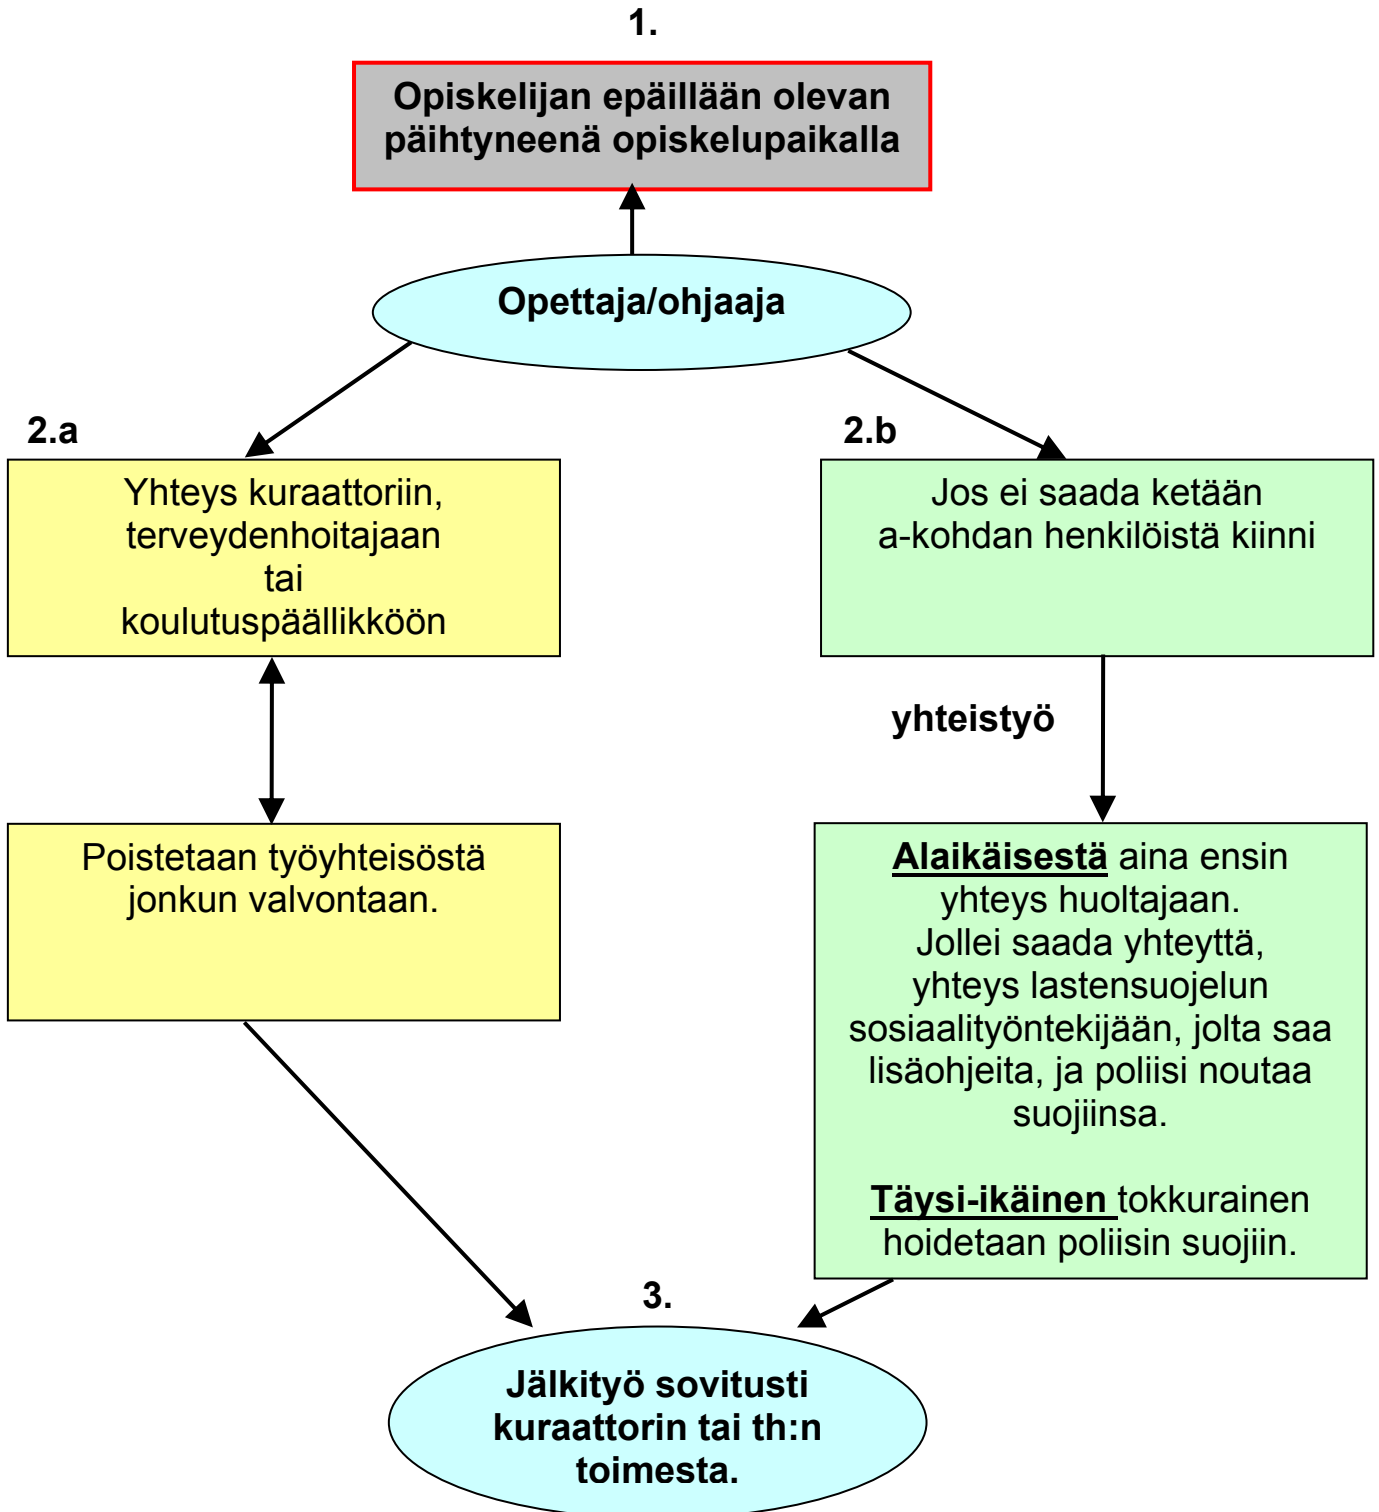 1.
Opiskelijan epäillään olevan
päihtyneenä opiskelupaikalla
Opettaja/ohjaaja
2.a
Yhteys kuraattoriin,
terveydenhoitajaan
tai
koulutuspäällikköön
Poistetaan työyhteisöstä
jonkun valvontaan.
2.b
Jos ei saada ketään
a-kohdan henkilöistä kiinni
yhteistyö
Alaikäisestä aina ensin
yhteys huoltajaan.
Jollei saada yhteyttä,
yhteys lastensuojelun
sosiaalityöntekijään, jolta saa
lisäohjeita, ja poliisi noutaa
suojiinsa.
Täysi-ikäinen tokkurainen
hoidetaan poliisin suojiin.
3.
Jälkityö sovitusti
kuraattorin tai th:n
toimesta.